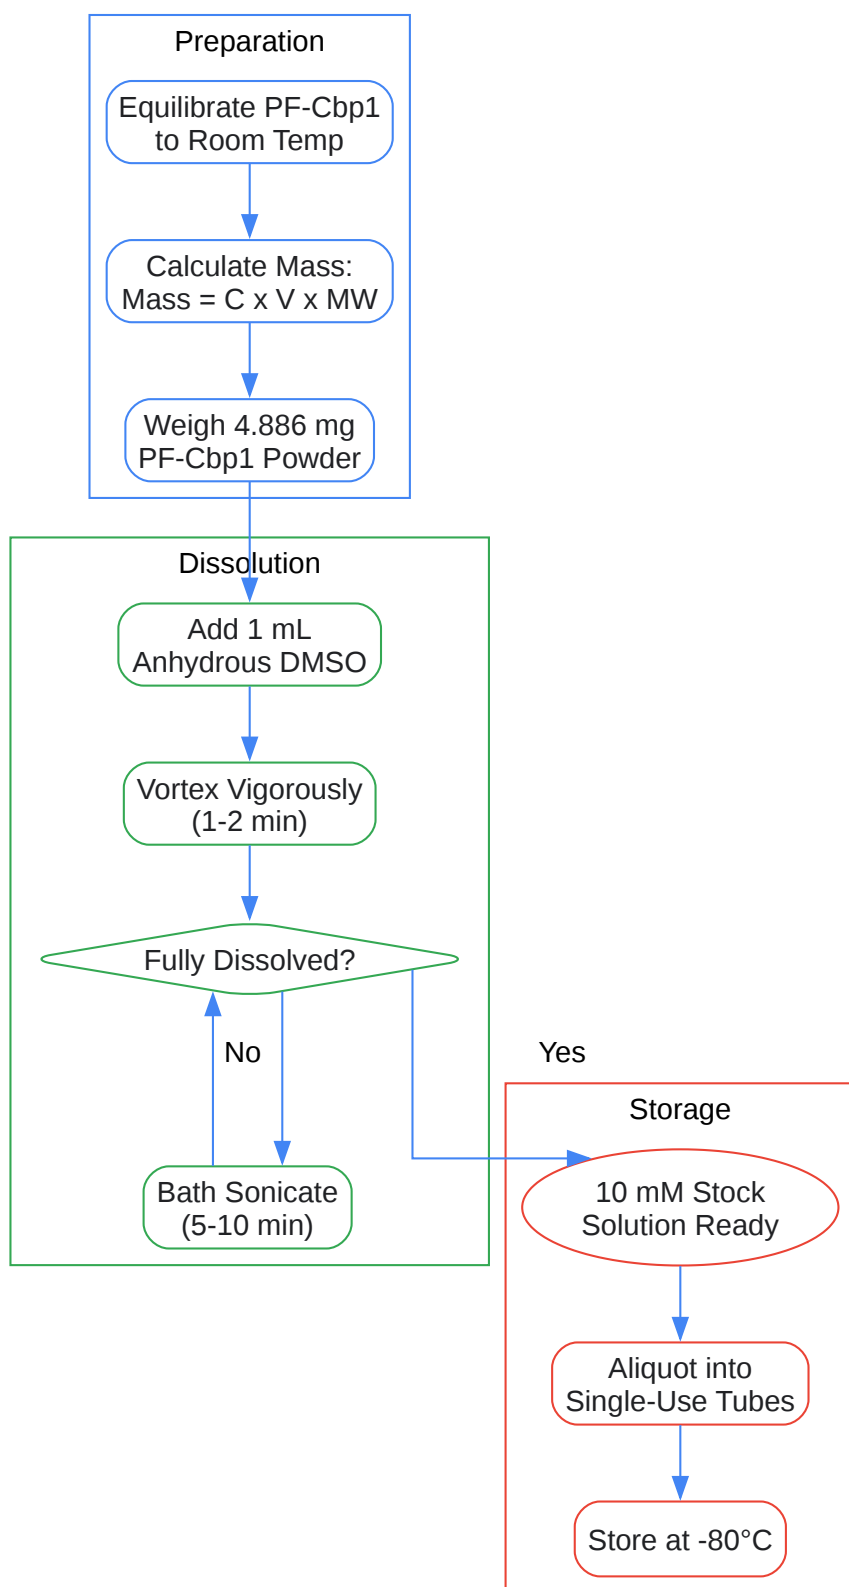 Preparation
Equilibrate PF-Cbp1
to Room Temp
Calculate Mass:
Mass = C x V x MW
Weigh 4.886 mg
PF-Cbp1 Powder
Dissolution
Add 1 mL
Anhydrous DMSO
Vortex Vigorously
(1-2 min)
Fully Dissolved?
No
Yes
Bath Sonicate
(5-10 min)
Storage
10 mM Stock
Solution Ready
Aliquot into
Single-Use Tubes
Store at -80°C